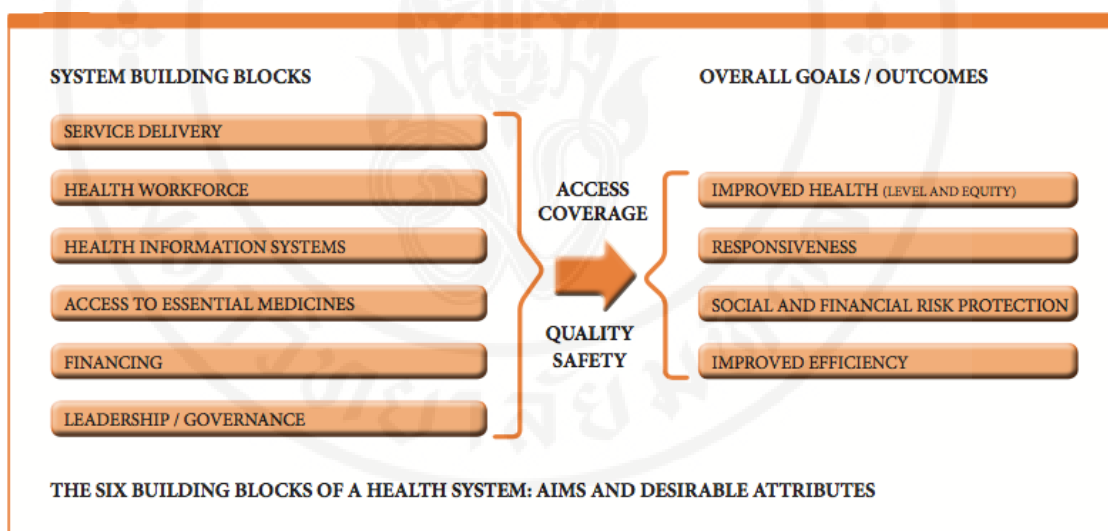 SYSTEM BUILDING BLOCKS
SERVICE DELIVERY
HEALTH WORKFORCE
HEALTH INFORMATION SYSTEMS
ACCESS TO ESSENTIAL MEDICINES
FINANCING
LEADERSHIP / GOVERNANCE
ACCESS
COVERAGE
QUALITY
SAFETY
OVERALL GOALS / OUTCOMES
IMPROVED HEALTH (LEVEL AND EQUITY)
RESPONSIVENESS
SOCIAL AND FINANCIAL RISK PROTECTION
IMPROVED EFFICIENCY
THE SIX BUILDING BLOCKS OF A HEALTH SYSTEM: AIMS AND DESIRABLE ATTRIBUTES